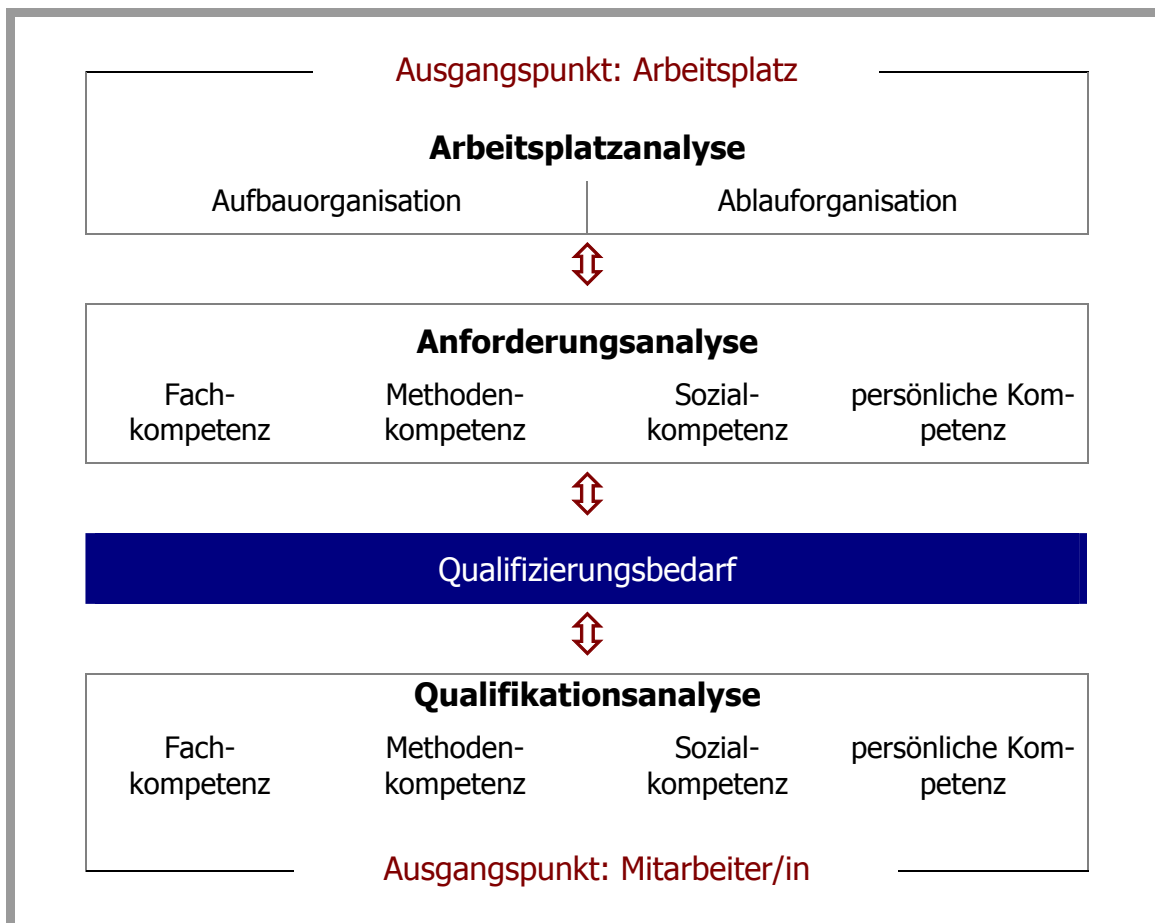 Ausgangspunkt: Arbeitsplatz
Arbeitsplatzanalyse
Aufbauorganisation
Ablauforganisation
Anforderungsanalyse
Fach-
kompetenz
Methoden-
kompetenz
Sozial-
kompetenz
persönliche Kom-
petenz
Qualifizierungsbedarf
Qualifikationsanalyse
Fach-
kompetenz
Methoden-
kompetenz
Sozial-
kompetenz
persönliche Kom-
petenz
Ausgangspunkt: Mitarbeiter/in